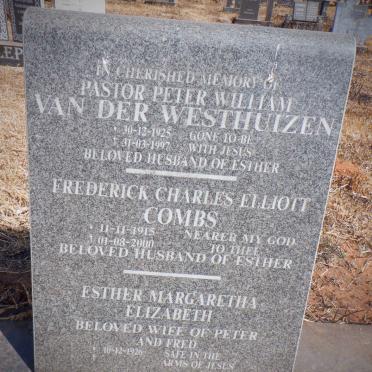 IN CHERISHED MEMORY OF
PASTOR PETER WILLIAM
VAN DER WESTHUIZEN
* 30-12-1925 GONE TO BE
† 31-03-1997 WITH JESUS
BELOVED HUSBAND OF ESTHER
FREDERICK CHARLES ELLIOTT
COMBS
* 11-11-1915 NEARER MY GOD
† 01-08-2000 TO THEE
BELOVED HUSBAND OF ESTHER
ESTHER MARGARETHA
ELIZABETH
BELOVED WIFE OF PETER
AND FRED
* 10-12-1926 SAFE IN THE
ARMS OF JESUS